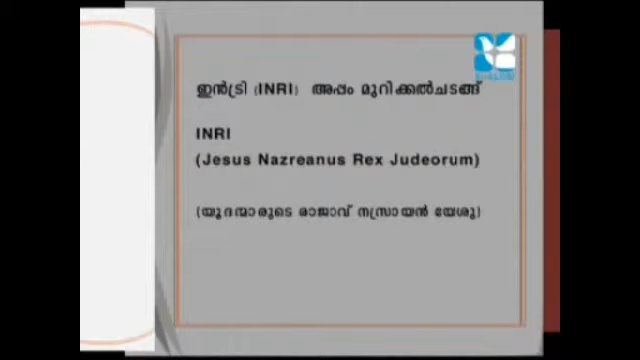 ഇൻട്രി (INRI) അപ്പം മുറിക്കൽചടങ്ങ്
INRI
(Jesus Nazreanus Rex Judeorum)
(യൂദന്മാരുടെ രാജാവ് നസ്രായൻ യേശു)